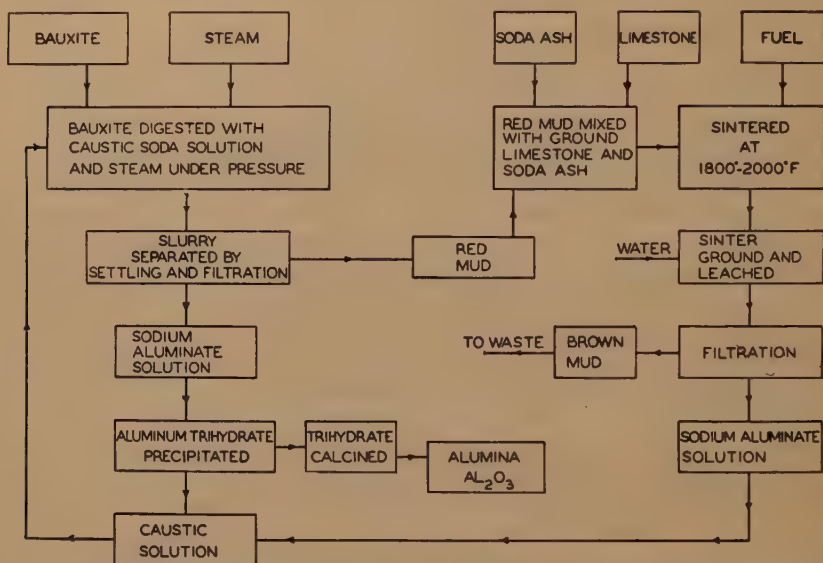 BAUXITE
STEAM
SODA ASH
LIMESTONE
FUEL
BAUXITE DIGESTED WITH
CAUSTIC SODA SOLUTION
AND STEAM UNDER PRESSURE
RED MUD MIXED
WITH GROUND
LIMESTONE AND
SODA ASH
SINTERED
AT
1800°-2000°F
SLURRY
SEPARATED BY
SETTLING AND FILTRATION
RED
MUD
WATER
SINTER
GROUND AND
LEACHED
SODIUM
ALUMINATE
SOLUTION
TO WASTE
BROWN
MUD
FILTRATION
ALUMINUM TRIHYDRATE
PRECIPITATED
TRIHYDRATE
CALCINED
ALUMINA
AL₂O₃
SODIUM ALUMINATE
SOLUTION
CAUSTIC
SOLUTION